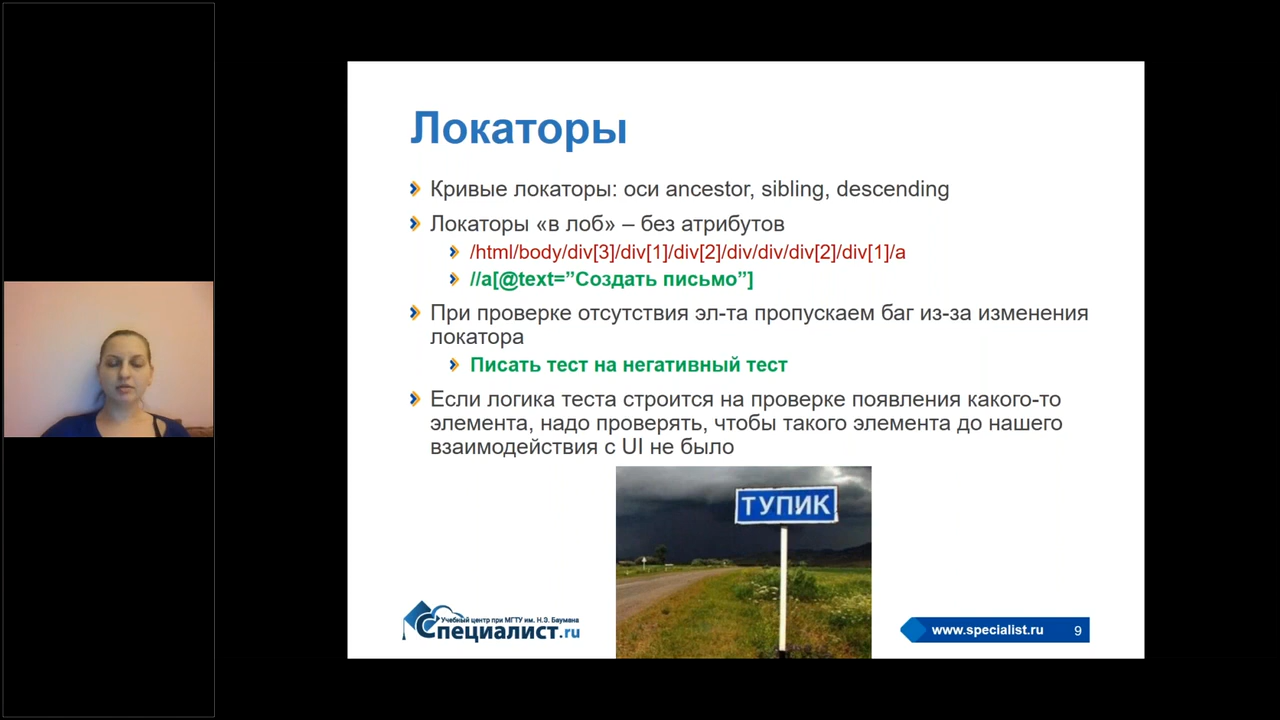 Локаторы
Кривые локаторы: оси ancestor, sibling, descending
Локаторы «в лоб» – без атрибутов
/html/body/div[3]/div[1]/div[2]/div/div/div[2]/div[1]/a
//a[@text=”Создать письмо”]
При проверке отсутствия эл-та пропускаем баг из-за изменения
локатора
Писать тест на негативный тест
Если логика теста строится на проверке появления какого-то
элемента, надо проверять, чтобы такого элемента до нашего
взаимодействия с UI не было
ТУПИК
Учебный центр при МГТУ им. Н.Э. Баумана
Специалист.ru
www.specialist.ru 9